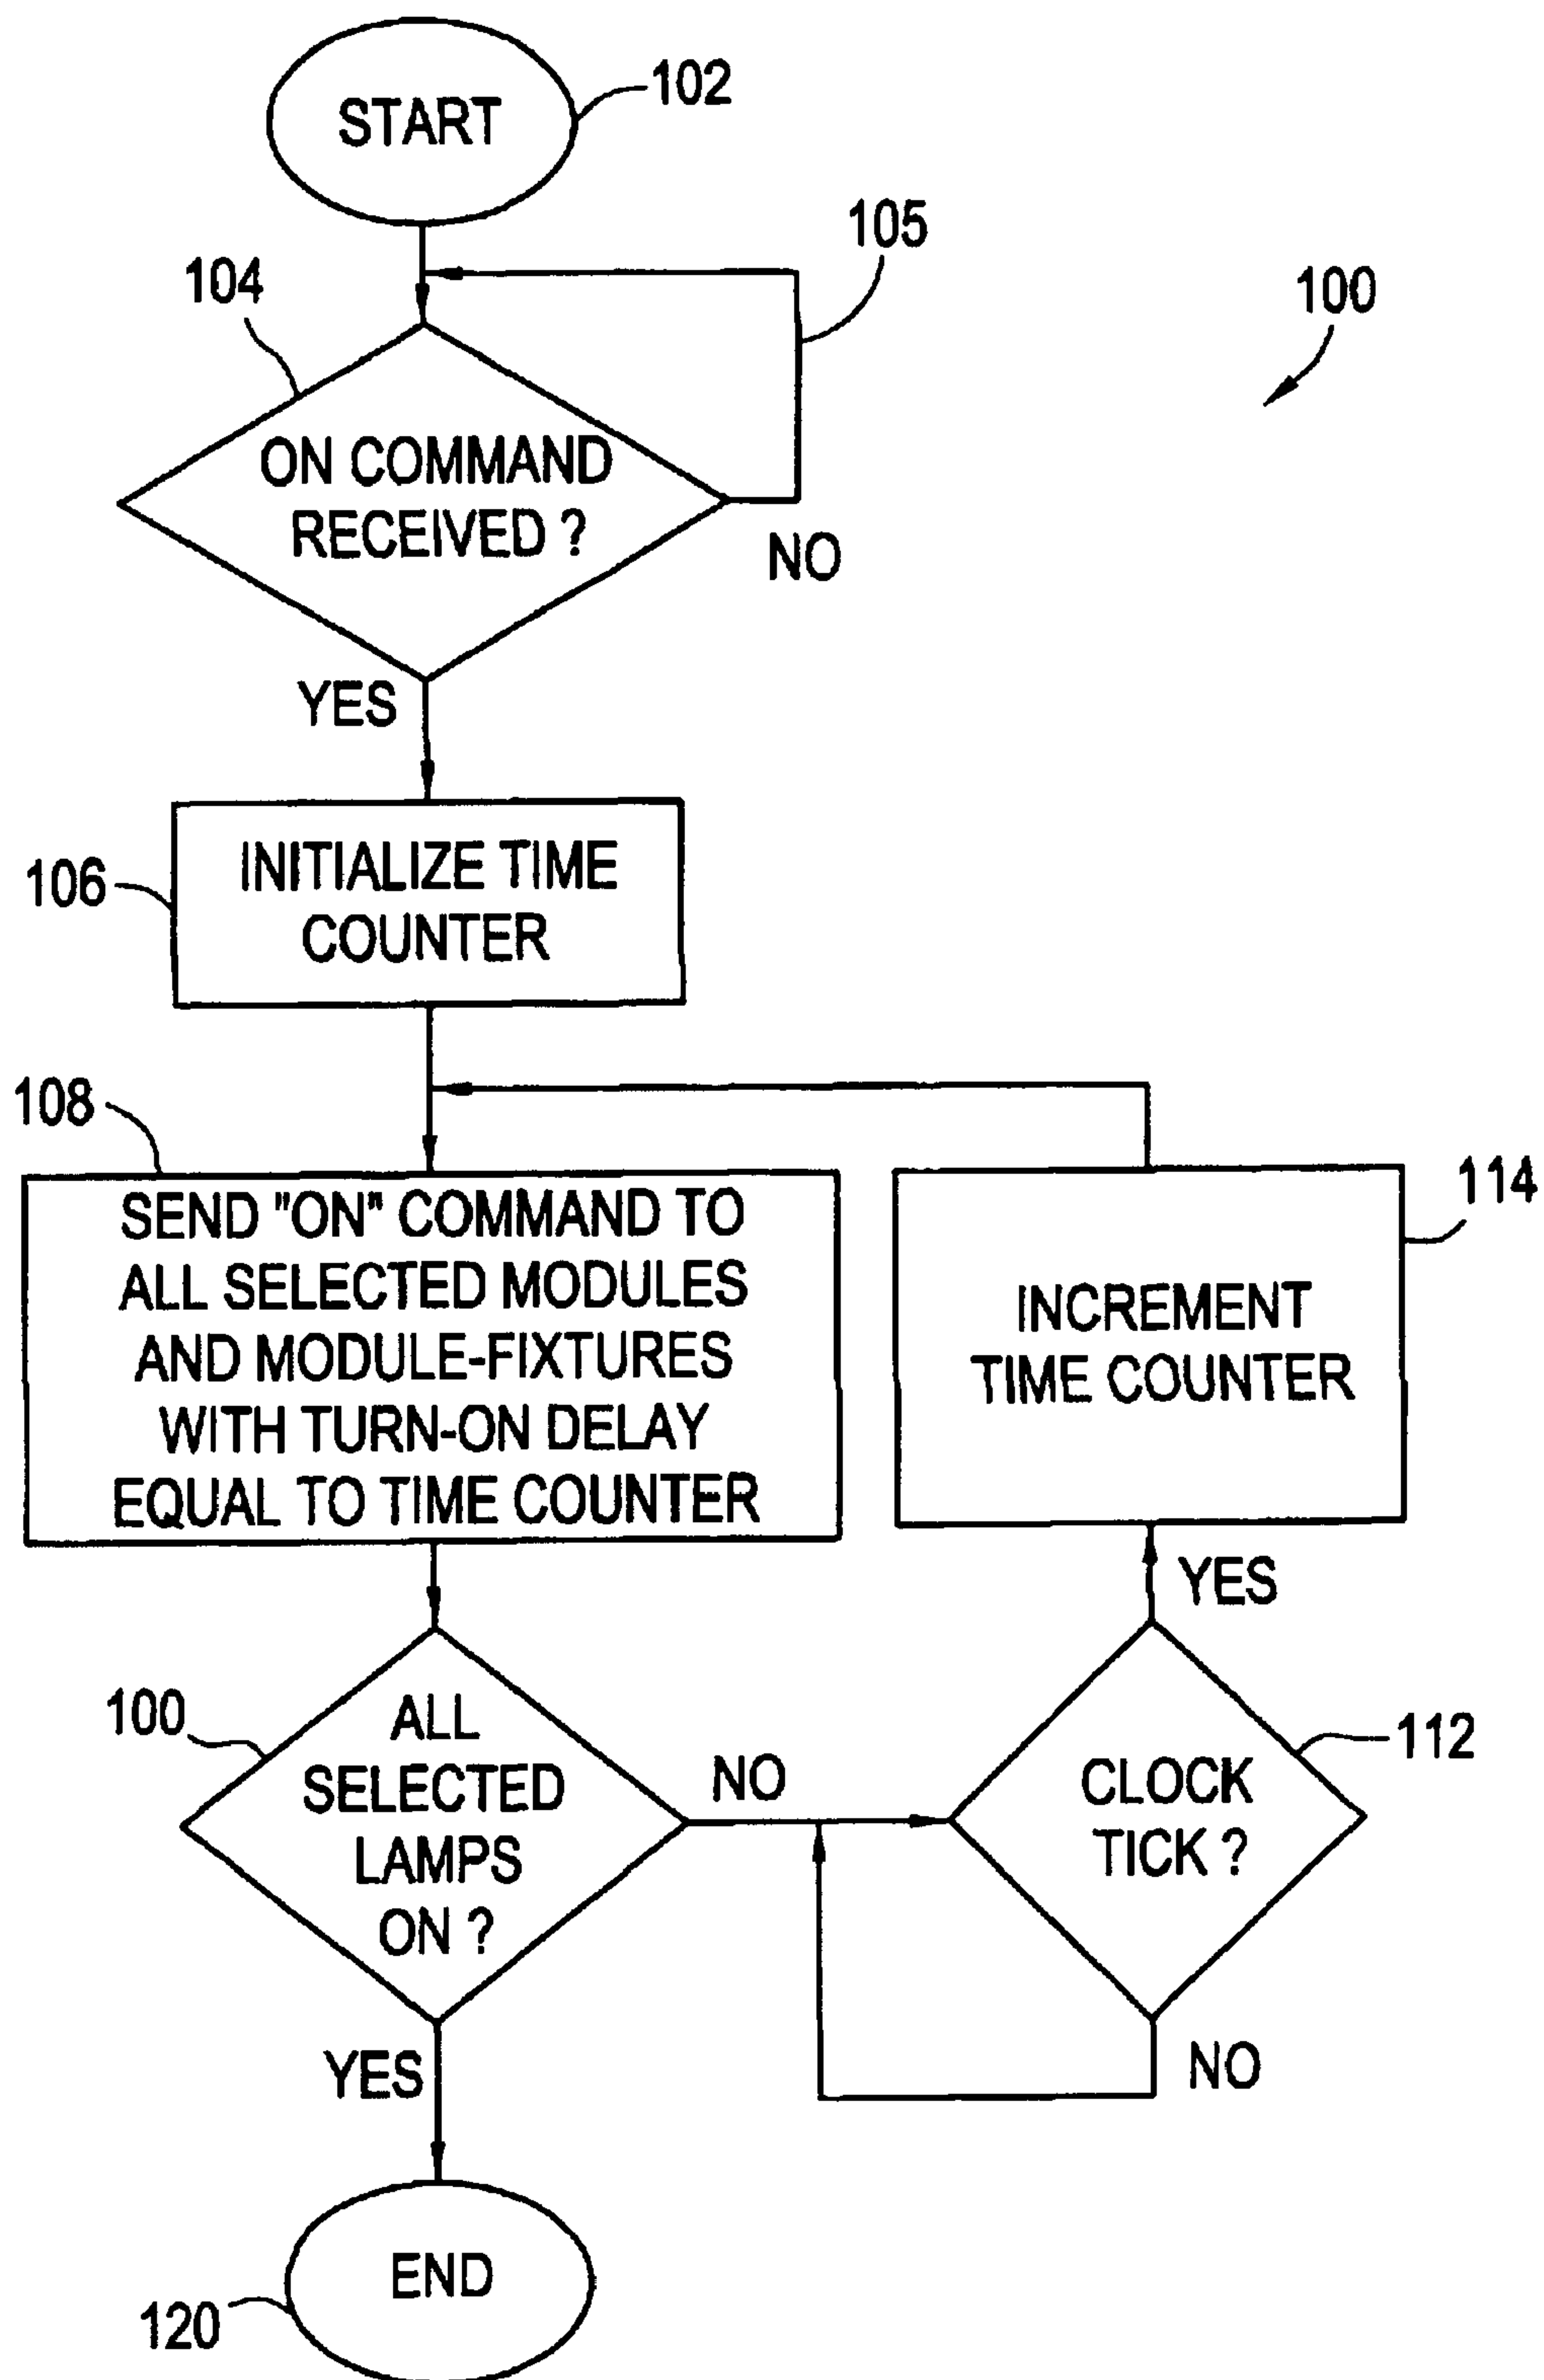 START
102
105
104
100
ON COMMAND
RECEIVED ?
NO
YES
106
INITIALIZE TIME
COUNTER
108
SEND "ON" COMMAND TO
ALL SELECTED MODULES
AND MODULE-FIXTURES
WITH TURN-ON DELAY
EQUAL TO TIME COUNTER
114
INCREMENT
TIME COUNTER
YES
100
ALL
SELECTED
LAMPS
ON ?
NO
112
CLOCK
TICK ?
YES
NO
END
120